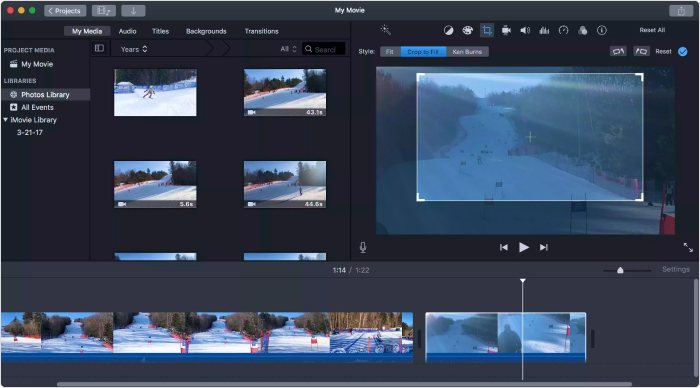 Projects
My Movie
My Media Audio Titles Backgrounds Transitions
Reset All
PROJECT MEDIA
My Movie
LIBRARIES
Photos Library
All Events
iMovie Library
3-21-17
Years
All
Searcl
Style: Fit Crop to Fill Ken Burns
Reset
43.1s
5.6s
44.6s
1:14 / 1:22
Settings